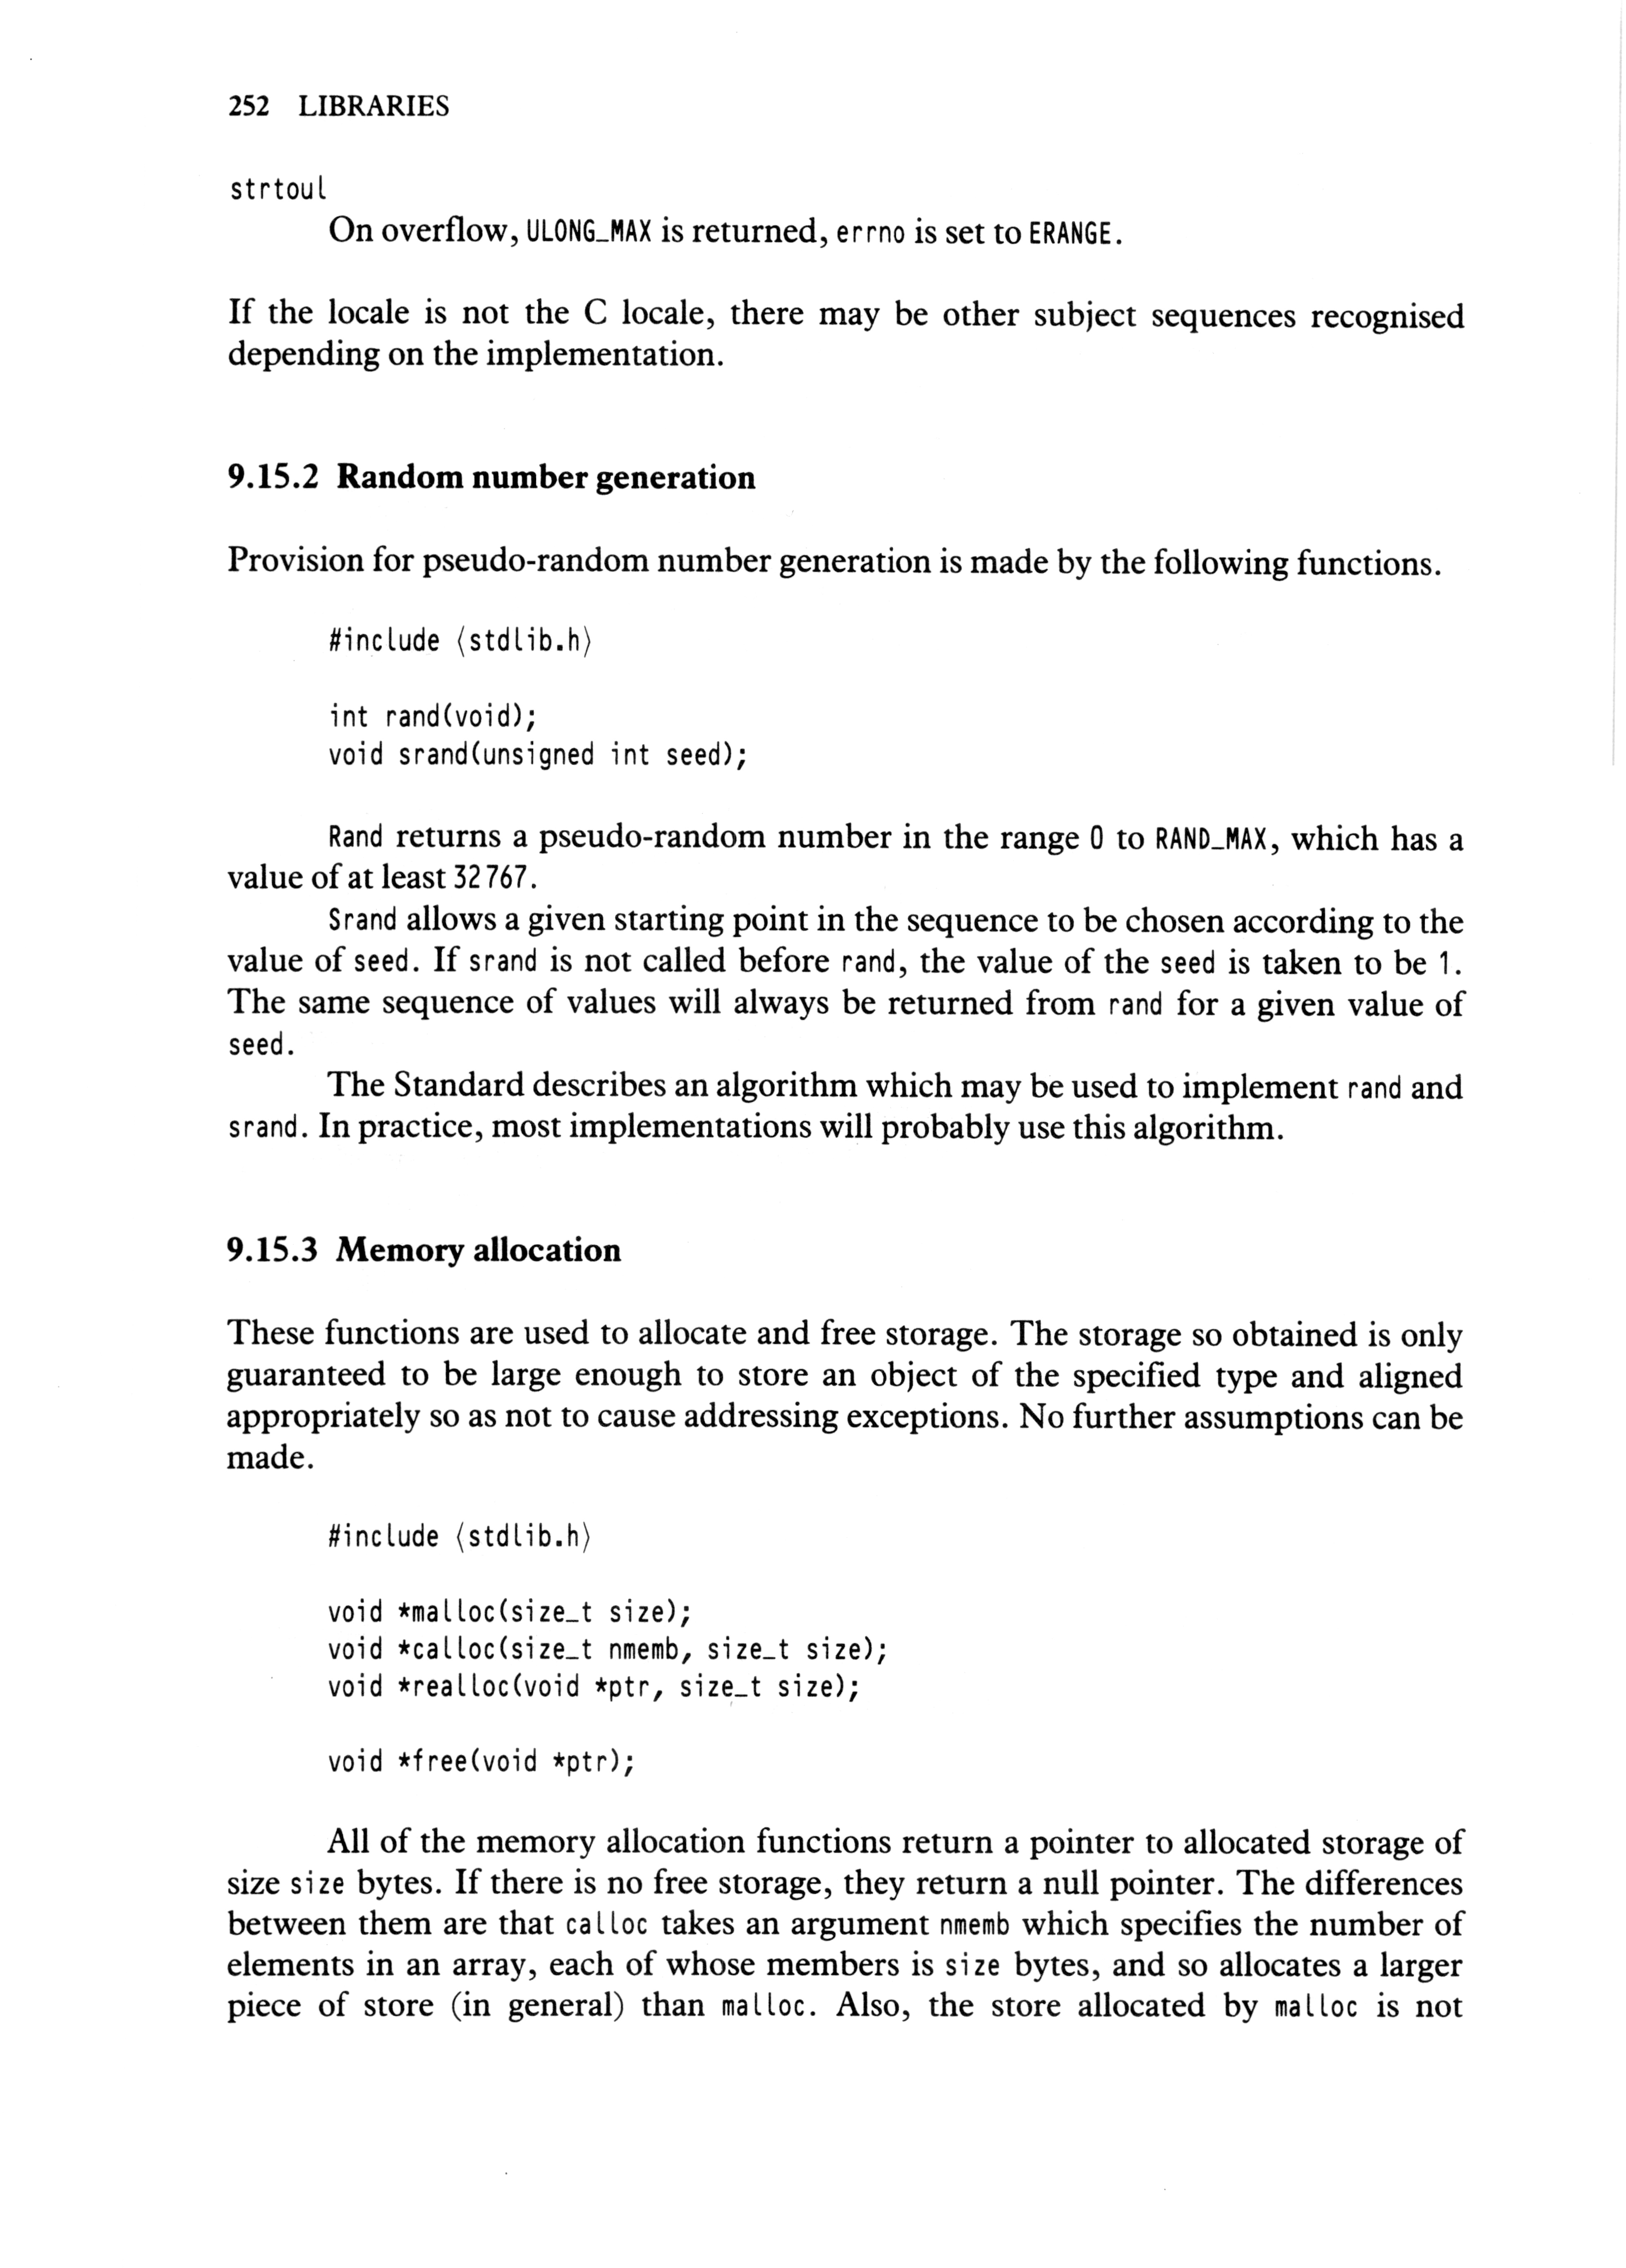 252 LIBRARIES
strtoul
On overflow, ULONG_MAX is returned, errno is set to ERANGE.
If the locale is not the C locale, there may be other subject sequences recognised
depending on the implementation.
9.15.2 Random number generation
Provision for pseudo-random number generation is made by the following functions.
#include ⟨stdlib.h⟩
int rand(void);
void srand(unsigned int seed);
Rand returns a pseudo-random number in the range 0 to RAND_MAX, which has a
value of at least 32 767.
Srand allows a given starting point in the sequence to be chosen according to the
value of seed. If srand is not called before rand, the value of the seed is taken to be 1.
The same sequence of values will always be returned from rand for a given value of
seed.
The Standard describes an algorithm which may be used to implement rand and
srand. In practice, most implementations will probably use this algorithm.
9.15.3 Memory allocation
These functions are used to allocate and free storage. The storage so obtained is only
guaranteed to be large enough to store an object of the specified type and aligned
appropriately so as not to cause addressing exceptions. No further assumptions can be
made.
#include ⟨stdlib.h⟩
void *malloc(size_t size);
void *calloc(size_t nmemb, size_t size);
void *realloc(void *ptr, size_t size);
void *free(void *ptr);
All of the memory allocation functions return a pointer to allocated storage of
size size bytes. If there is no free storage, they return a null pointer. The differences
between them are that calloc takes an argument nmemb which specifies the number of
elements in an array, each of whose members is size bytes, and so allocates a larger
piece of store (in general) than malloc. Also, the store allocated by malloc is not